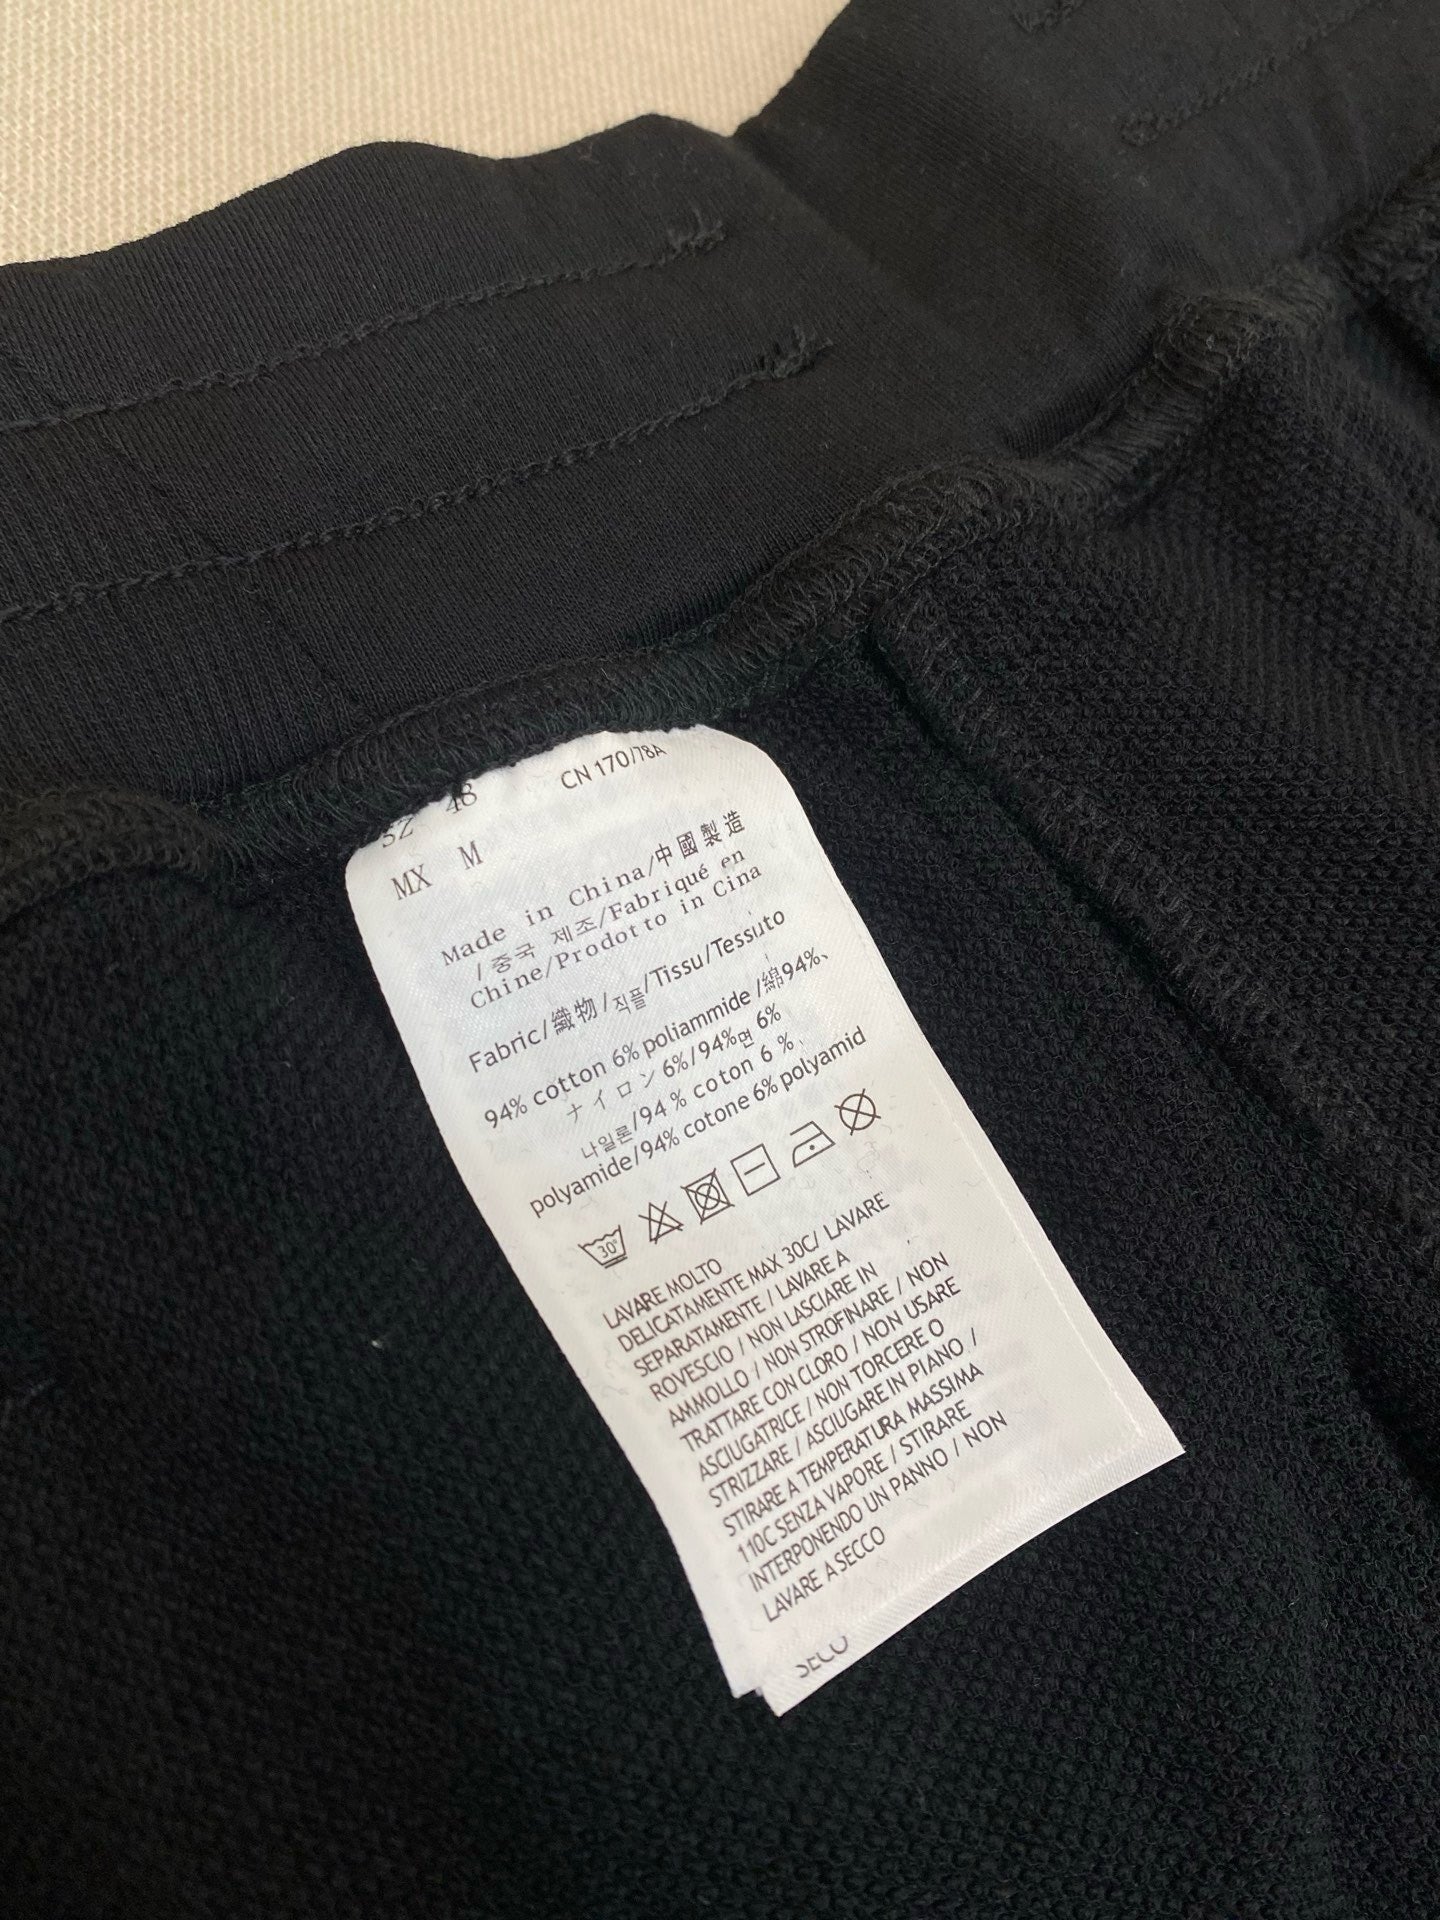 SZ 48 CN 170/78A
MX M
Made in China/中國製造
/중국 제조/Fabriqué en
Chine/Prodotto in Cina
Fabric/織物/직플/Tissu/Tessuto
94% cotton 6% poliammide /綿94%、
ナイロン 6%/94%면 6%
나일론/94% coton 6 %
polyamide/94% cotone 6% polyamid
30°
LAVARE MOLTO
DELICATAMENTE MAX 30C/ LAVARE
SEPARATAMENTE / LAVARE A
ROVESCIO / NON LASCIARE IN
AMMOLLO / NON STROFINARE / NON
TRATTARE CON CLORO / NON USARE
ASCIUGATRICE / NON TORCERE O
STRIZZARE / ASCIUGARE IN PIANO /
STIRARE A TEMPERATURA MASSIMA
110C SENZA VAPORE / STIRARE
INTERPONENDO UN PANNO / NON
LAVARE A SECCO
SECO